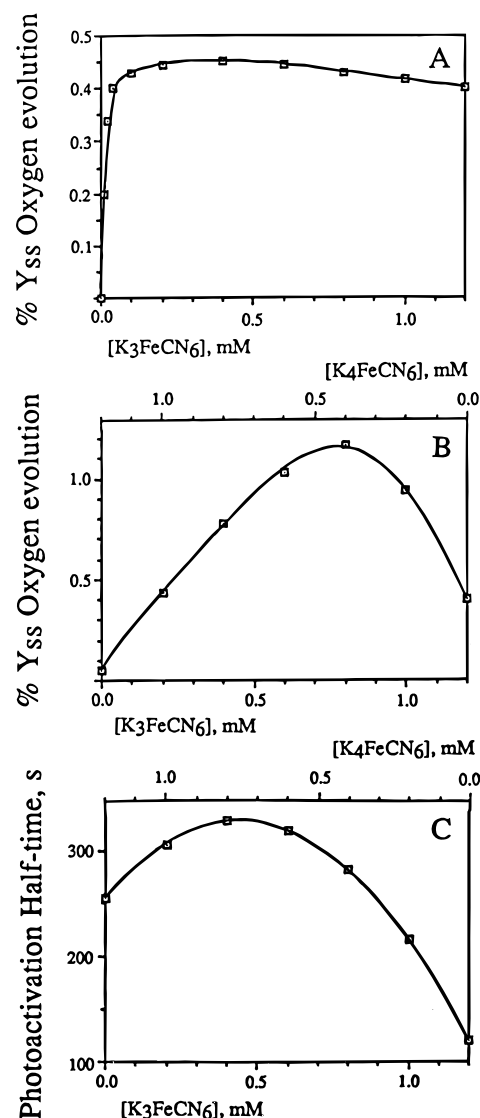 % YSS Oxygen evolution
0.5
A
0.4
0.3
0.2
0.1
0.0 0.5 1.0
[K3FeCN6], mM
[K4FeCN6], mM
1.0 0.5 0.0
% YSS Oxygen evolution
B
1.0
0.5
0.0 0.5 1.0
[K3FeCN6], mM
[K4FeCN6], mM
1.0 0.5 0.0
Photoactivation Half-time, s
C
300
200
100
0.0 0.5 1.0
[K3FeCN6], mM